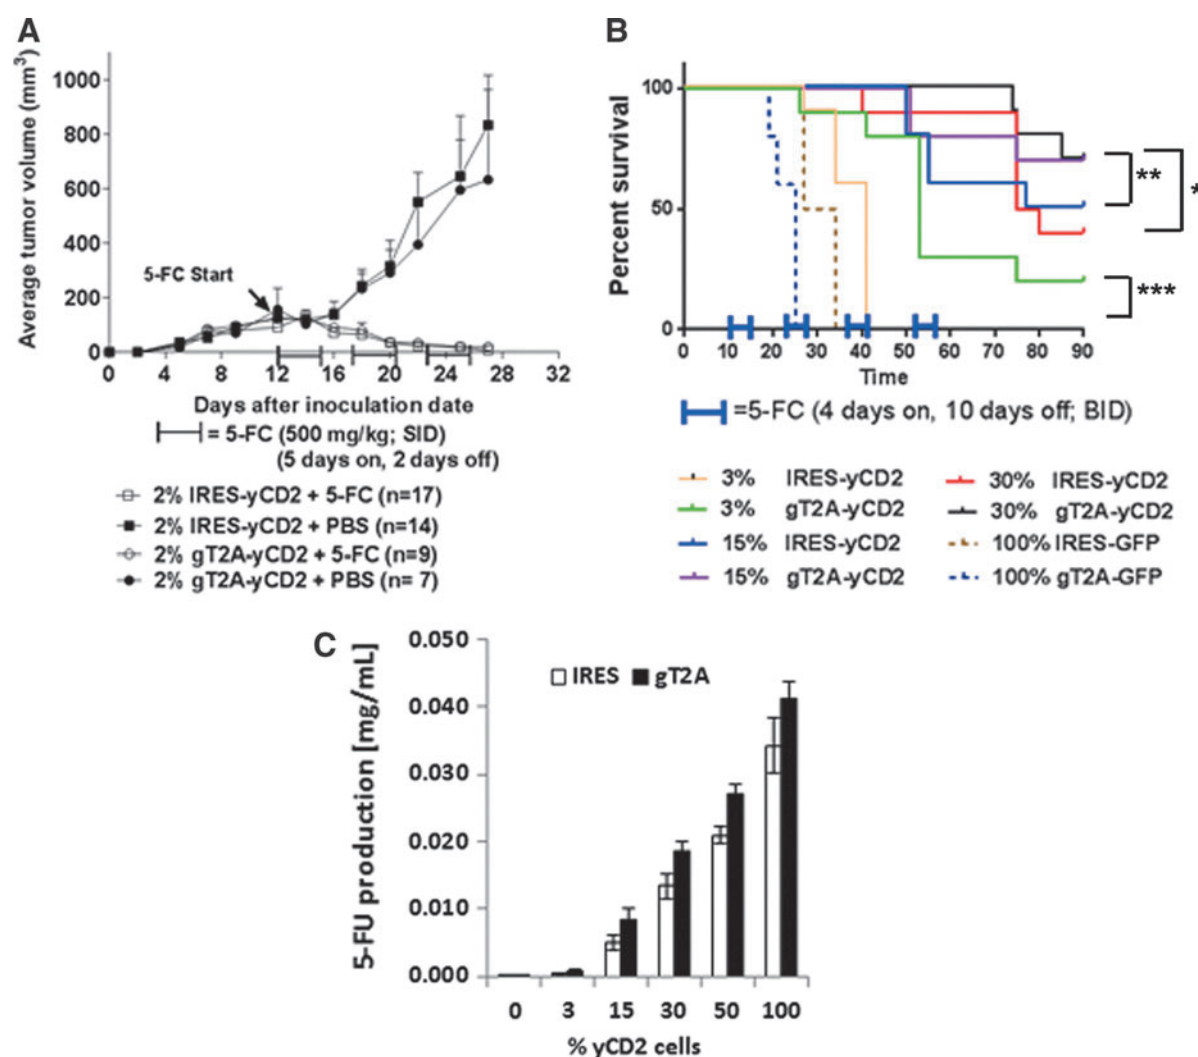 A
Average tumor volume (mm³)
1000
800
600
400
200
0
5-FC Start
0 4 8 12 16 20 24 28 32
Days after inoculation date
= 5-FC (500 mg/kg; SID)
(5 days on, 2 days off)
2% IRES-yCD2 + 5-FC (n=17)
2% IRES-yCD2 + PBS (n=14)
2% gT2A-yCD2 + 5-FC (n=9)
2% gT2A-yCD2 + PBS (n= 7)
B
Percent survival
100
50
0
**
*
***
0 10 20 30 40 50 60 70 80 90
Time
=5-FC (4 days on, 10 days off; BID)
3% IRES-yCD2
3% gT2A-yCD2
15% IRES-yCD2
15% gT2A-yCD2
30% IRES-yCD2
30% gT2A-yCD2
100% IRES-GFP
100% gT2A-GFP
C
5-FU production [mg/mL]
0.050
0.040
0.030
0.020
0.010
0.000
IRES gT2A
0 3 15 30 50 100
% yCD2 cells